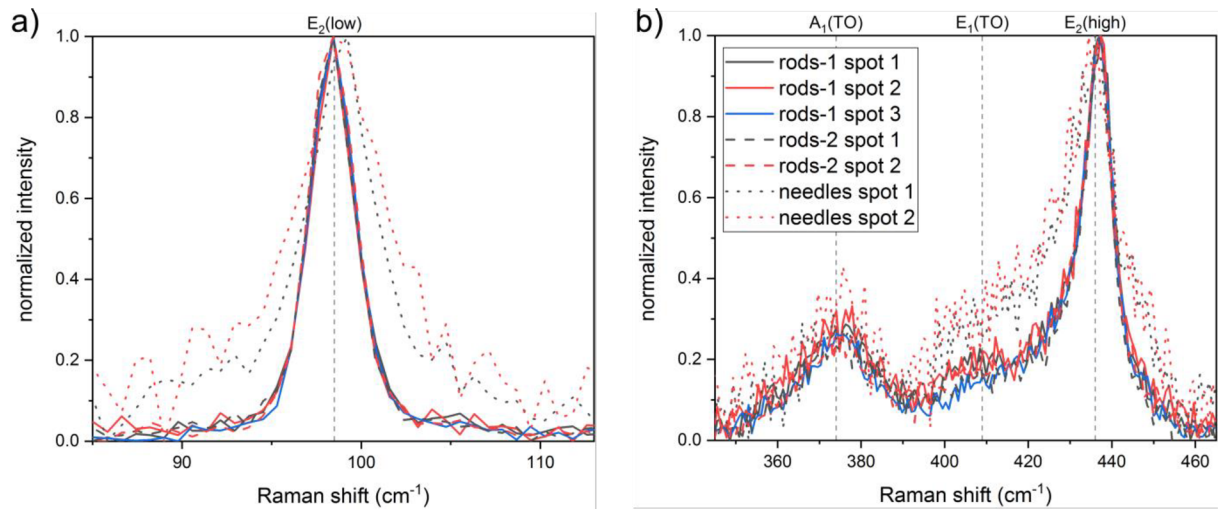 a)
E₂(low)
1.0
0.8
0.6
0.4
0.2
0.0
normalized intensity
90
100
110
Raman shift (cm⁻¹)
b)
A₁(TO)
E₁(TO)
E₂(high)
1.0
0.8
0.6
0.4
0.2
0.0
normalized intensity
rods-1 spot 1
rods-1 spot 2
rods-1 spot 3
rods-2 spot 1
rods-2 spot 2
needles spot 1
needles spot 2
360
380
400
420
440
460
Raman shift (cm⁻¹)